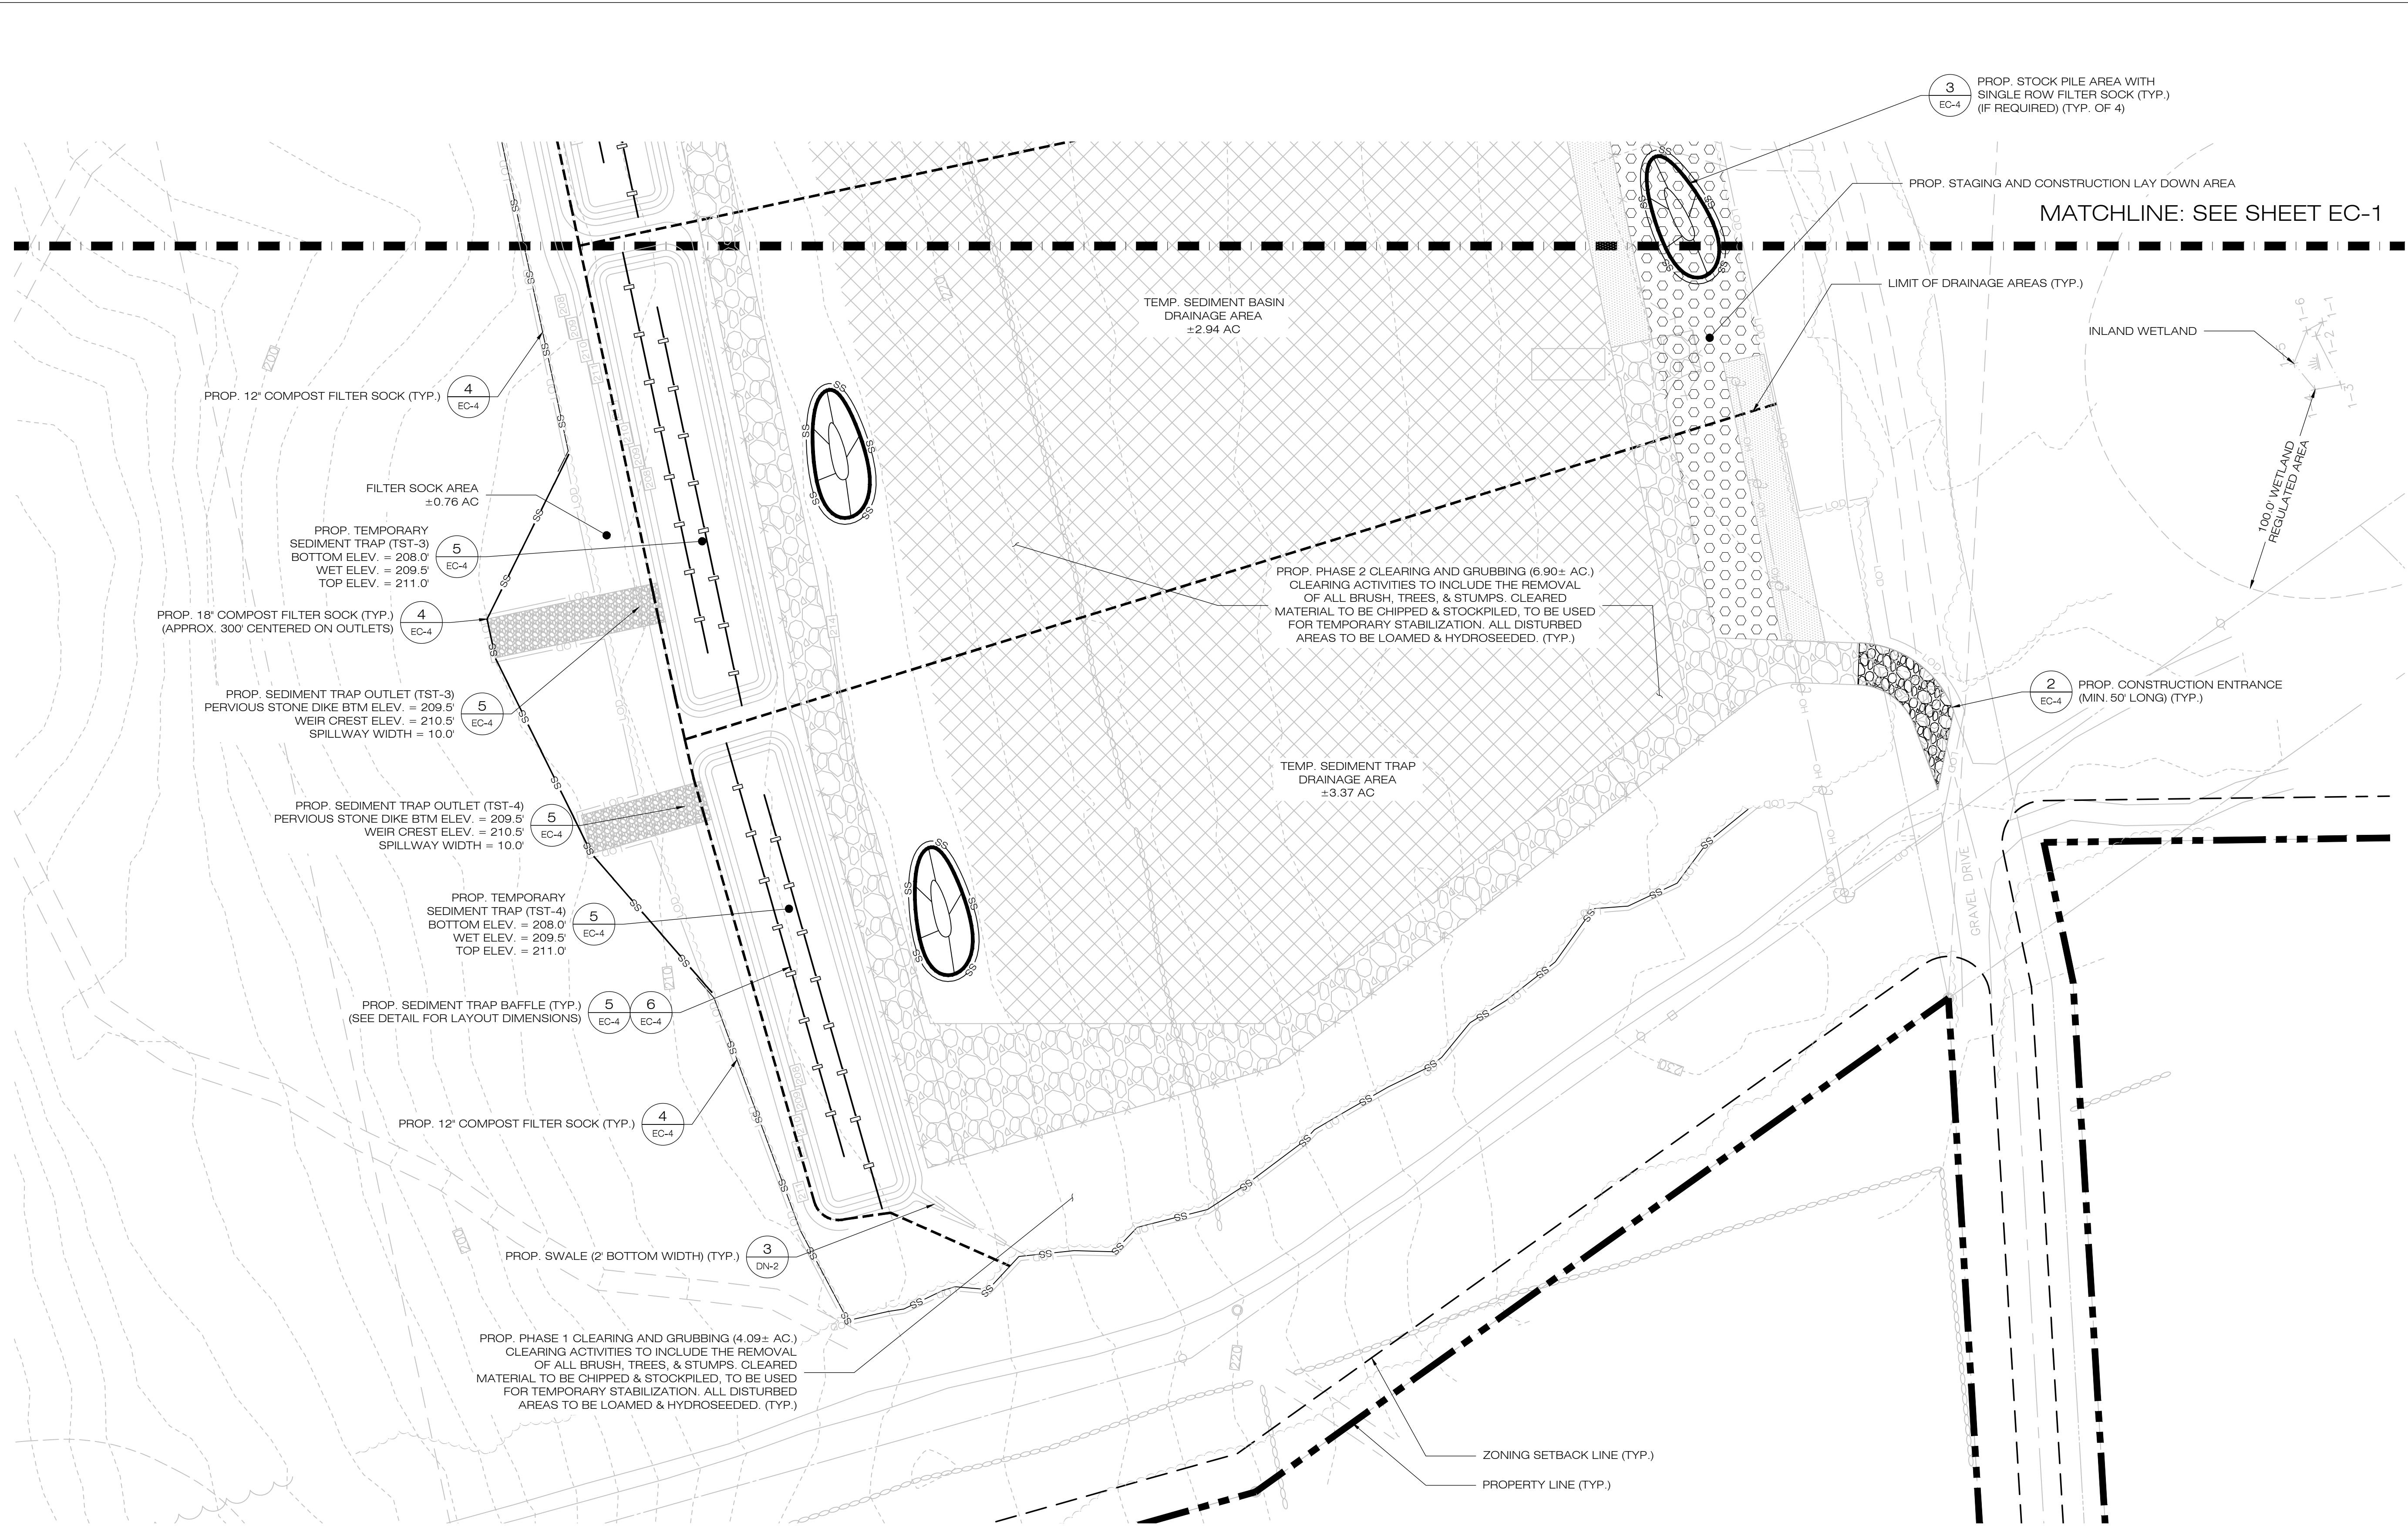 3
EC-4
PROP. STOCK PILE AREA WITH
SINGLE ROW FILTER SOCK (TYP.)
(IF REQUIRED) (TYP. OF 4)
PROP. STAGING AND CONSTRUCTION LAY DOWN AREA
MATCHLINE: SEE SHEET EC-1
LIMIT OF DRAINAGE AREAS (TYP.)
INLAND WETLAND
100.0' WETLAND
REGULATED AREA
TEMP. SEDIMENT BASIN
DRAINAGE AREA
±2.94 AC
PROP. 12" COMPOST FILTER SOCK (TYP.)
4
EC-4
FILTER SOCK AREA
±0.76 AC
PROP. TEMPORARY
SEDIMENT TRAP (TST-3)
BOTTOM ELEV. = 208.0'
WET ELEV. = 209.5'
TOP ELEV. = 211.0'
5
EC-4
PROP. 18" COMPOST FILTER SOCK (TYP.)
(APPROX. 300' CENTERED ON OUTLETS)
4
EC-4
PROP. SEDIMENT TRAP OUTLET (TST-3)
PERVIOUS STONE DIKE BTM ELEV. = 209.5'
WEIR CREST ELEV. = 210.5'
SPILLWAY WIDTH = 10.0'
5
EC-4
PROP. PHASE 2 CLEARING AND GRUBBING (6.90± AC.)
CLEARING ACTIVITIES TO INCLUDE THE REMOVAL
OF ALL BRUSH, TREES, & STUMPS. CLEARED
MATERIAL TO BE CHIPPED & STOCKPILED, TO BE USED
FOR TEMPORARY STABILIZATION. ALL DISTURBED
AREAS TO BE LOAMED & HYDROSEEDED. (TYP.)
2
EC-4
PROP. CONSTRUCTION ENTRANCE
(MIN. 50' LONG) (TYP.)
TEMP. SEDIMENT TRAP
DRAINAGE AREA
±3.37 AC
PROP. SEDIMENT TRAP OUTLET (TST-4)
PERVIOUS STONE DIKE BTM ELEV. = 209.5'
WEIR CREST ELEV. = 210.5'
SPILLWAY WIDTH = 10.0'
5
EC-4
GRAVEL DRIVE
PROP. TEMPORARY
SEDIMENT TRAP (TST-4)
BOTTOM ELEV. = 208.0'
WET ELEV. = 209.5'
TOP ELEV. = 211.0'
5
EC-4
PROP. SEDIMENT TRAP BAFFLE (TYP.)
(SEE DETAIL FOR LAYOUT DIMENSIONS)
5
EC-4
6
EC-4
PROP. 12" COMPOST FILTER SOCK (TYP.)
4
EC-4
PROP. SWALE (2' BOTTOM WIDTH) (TYP.)
3
DN-2
PROP. PHASE 1 CLEARING AND GRUBBING (4.09± AC.)
CLEARING ACTIVITIES TO INCLUDE THE REMOVAL
OF ALL BRUSH, TREES, & STUMPS. CLEARED
MATERIAL TO BE CHIPPED & STOCKPILED, TO BE USED
FOR TEMPORARY STABILIZATION. ALL DISTURBED
AREAS TO BE LOAMED & HYDROSEEDED. (TYP.)
ZONING SETBACK LINE (TYP.)
PROPERTY LINE (TYP.)
200
200
220